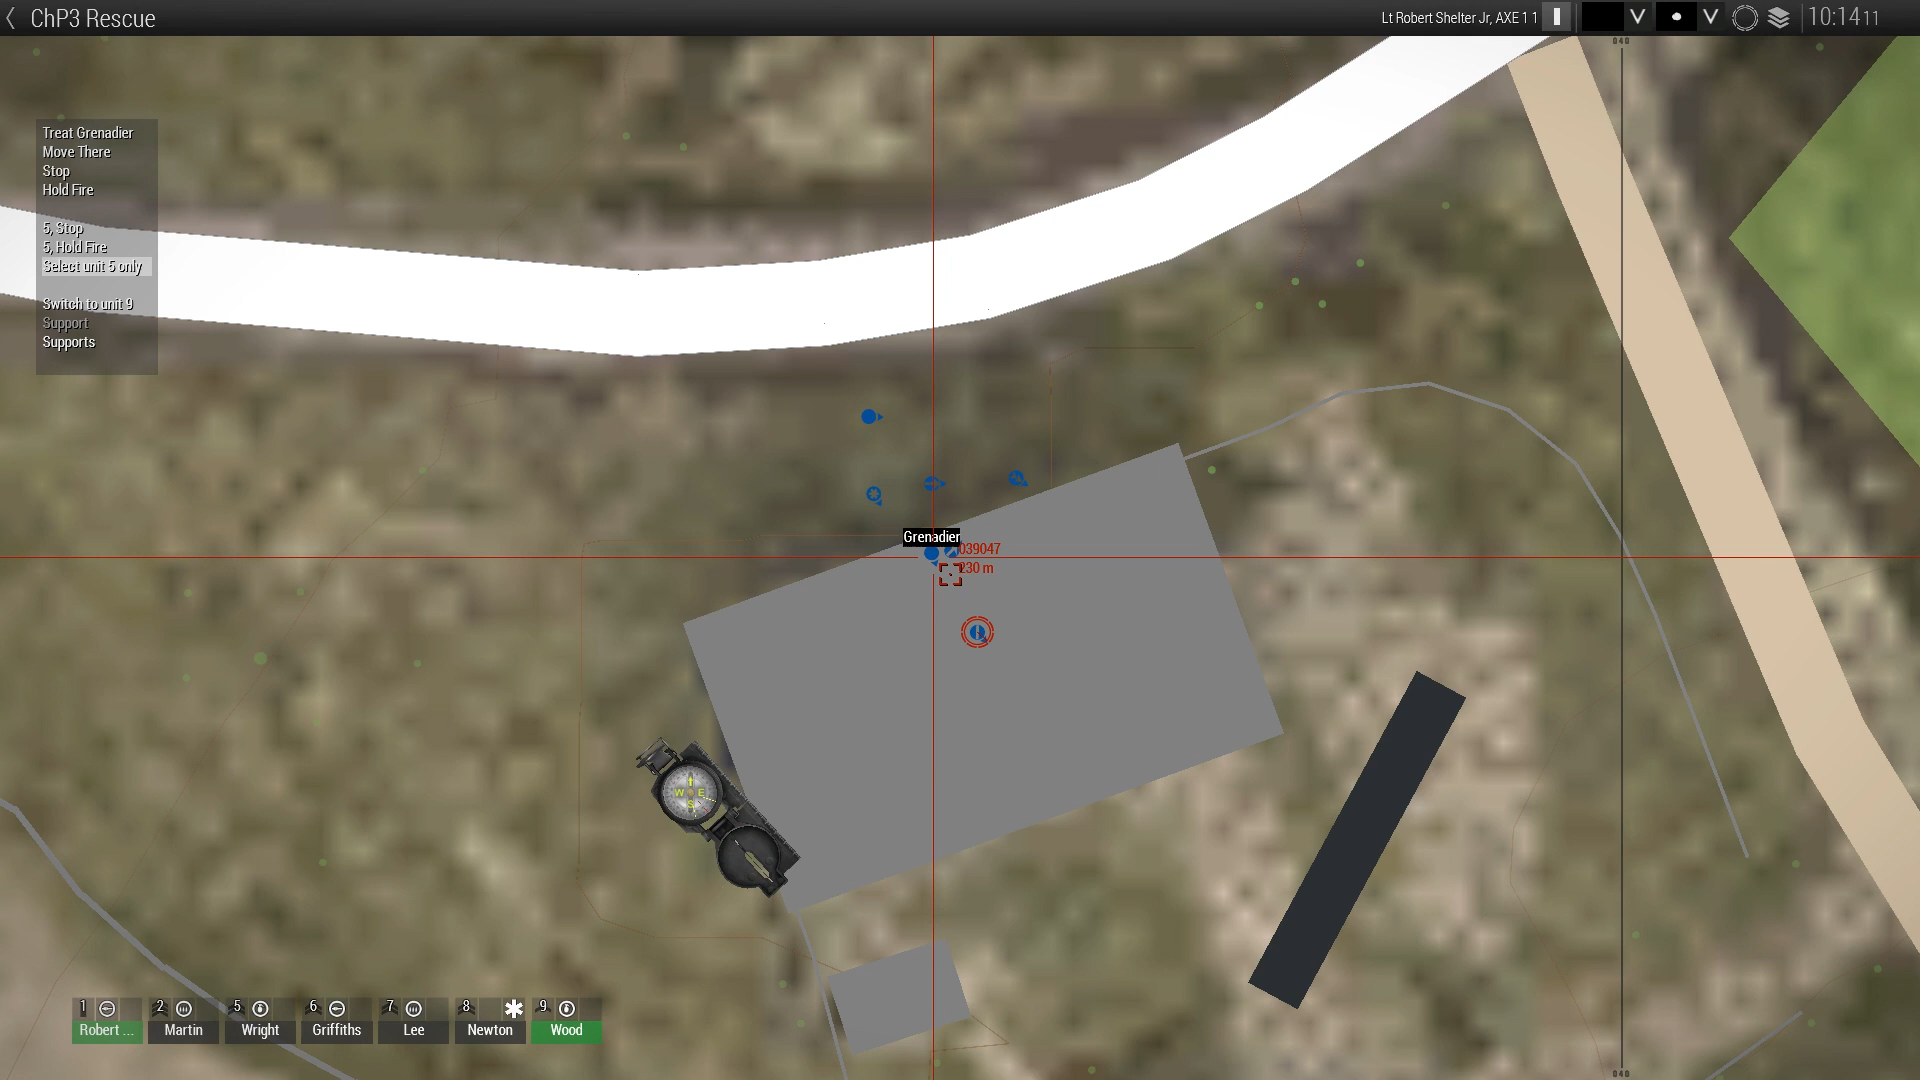 ChP3 Rescue
Lt Robert Shelter Jr, AXE 1 1
10:14 11
040
Treat Grenadier
Move There
Stop
Hold Fire
5, Stop
5, Hold Fire
Select unit 5 only
Switch to unit 9
Support
Supports
Grenadier
039047
230 m
W E
S
1
2
5
6
7
8
9
Robert ...
Martin
Wright
Griffiths
Lee
Newton
Wood
040